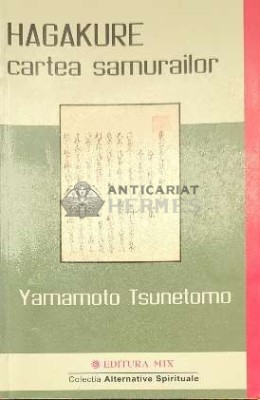 HAGAKURE
cartea samurailor
ANTICARIAT
HERMES
Yamamoto Tsunetomo
EDITURA MIX
Colecția Alternative Spirituale